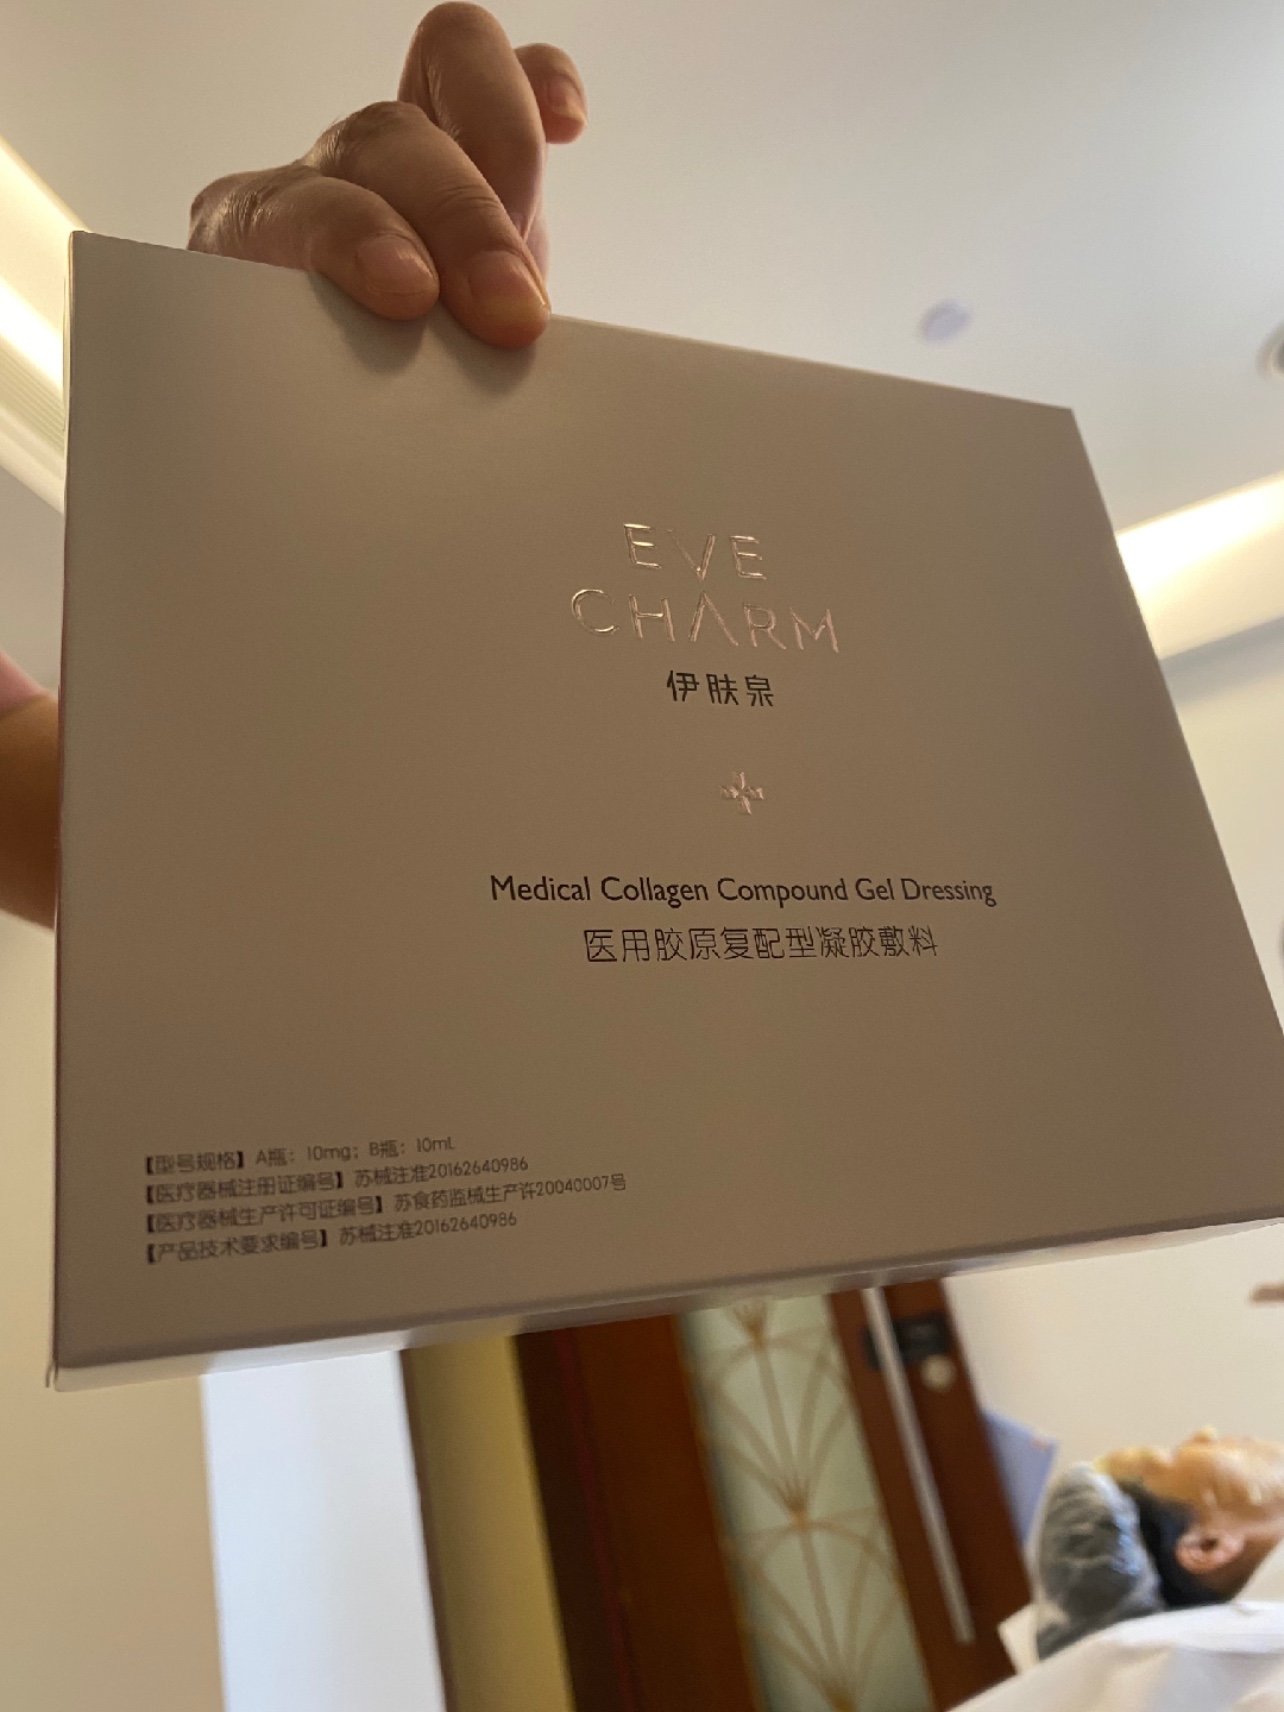 EVE
CHARM
伊肤泉
Medical Collagen Compound Gel Dressing
医用胶原复配型凝胶敷料
【型号规格】A瓶：10mg；B瓶：10mL
【医疗器械注册证编号】苏械注准20162640986
【医疗器械生产许可证编号】苏食药监械生产许20040007号
【产品技术要求编号】苏械注准20162640986